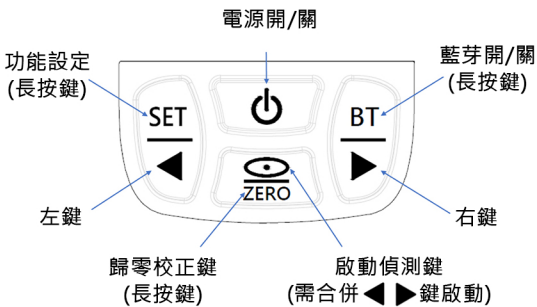 電源開/關
功能設定
(長按鍵)
藍芽開/關
(長按鍵)
SET
BT
ZERO
左鍵
右鍵
歸零校正鍵
(長按鍵)
啟動偵測鍵
(需合併◀ ▶鍵啟動)